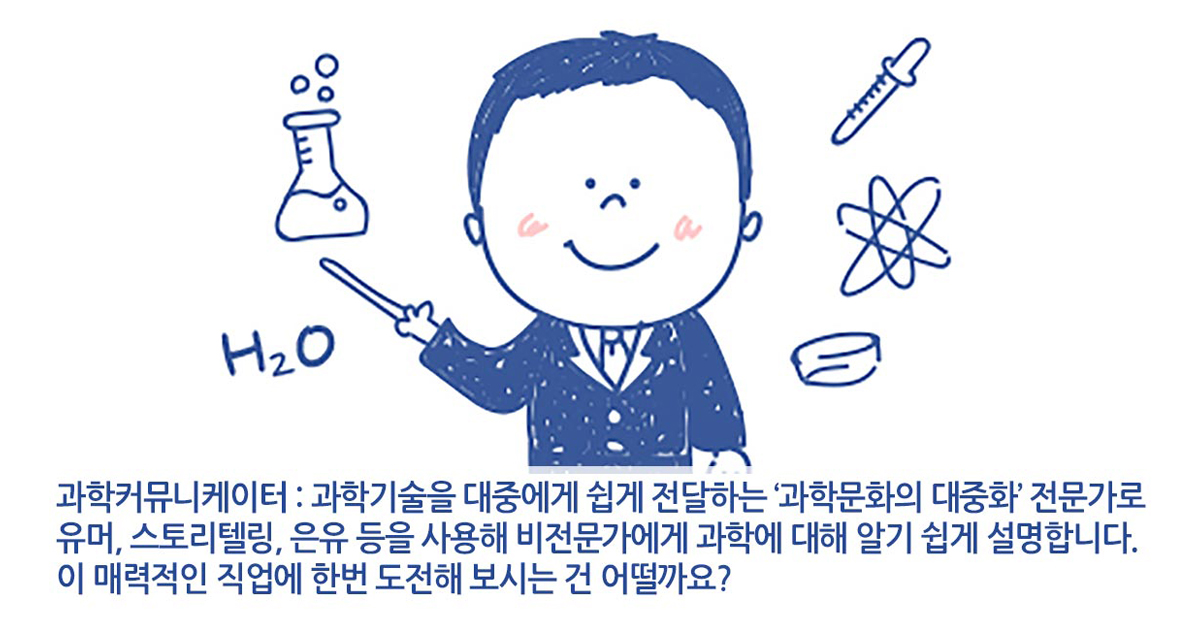 H₂O
과학커뮤니케이터 : 과학기술을 대중에게 쉽게 전달하는 ‘과학문화의 대중화’ 전문가로
유머, 스토리텔링, 은유 등을 사용해 비전문가에게 과학에 대해 알기 쉽게 설명합니다.
이 매력적인 직업에 한번 도전해 보시는 건 어떨까요?